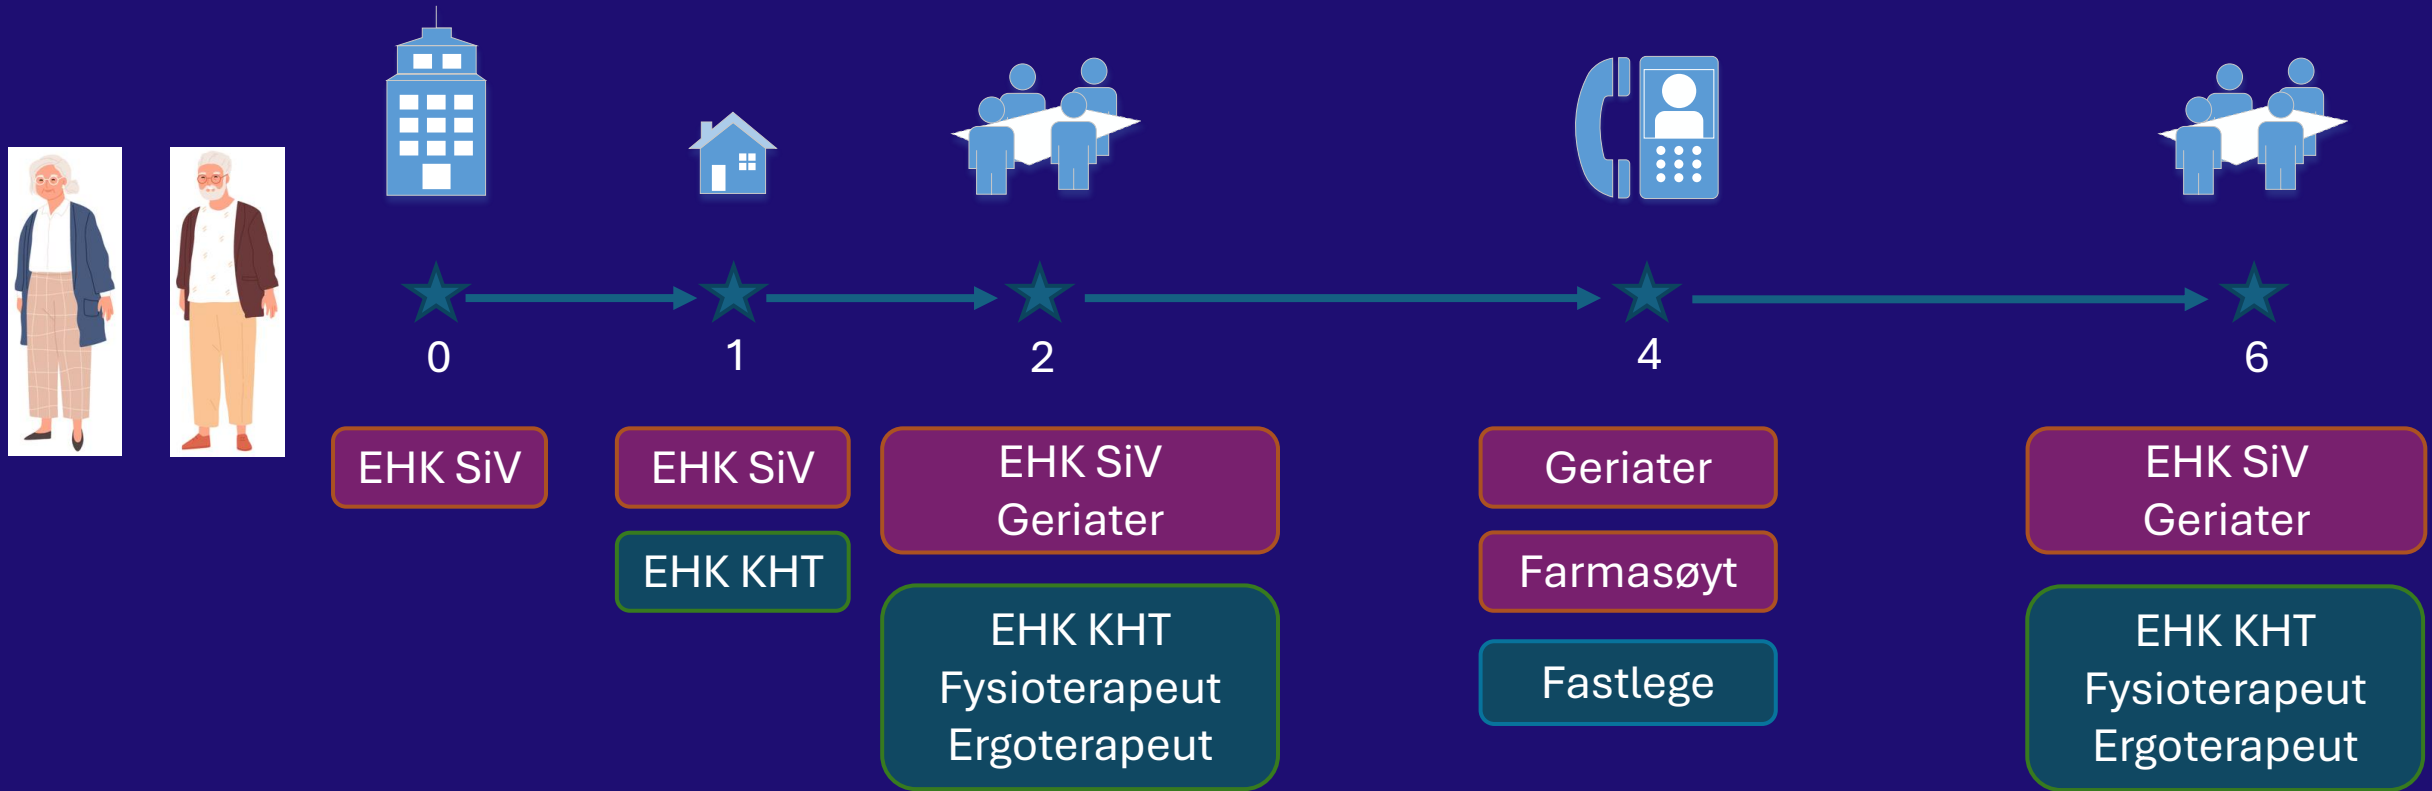 0
1
2
4
6
EHK SiV
EHK SiV
EHK KHT
EHK SiV
Geriater
EHK KHT
Fysioterapeut
Ergoterapeut
Geriater
Farmasøyt
Fastlege
EHK SiV
Geriater
EHK KHT
Fysioterapeut
Ergoterapeut